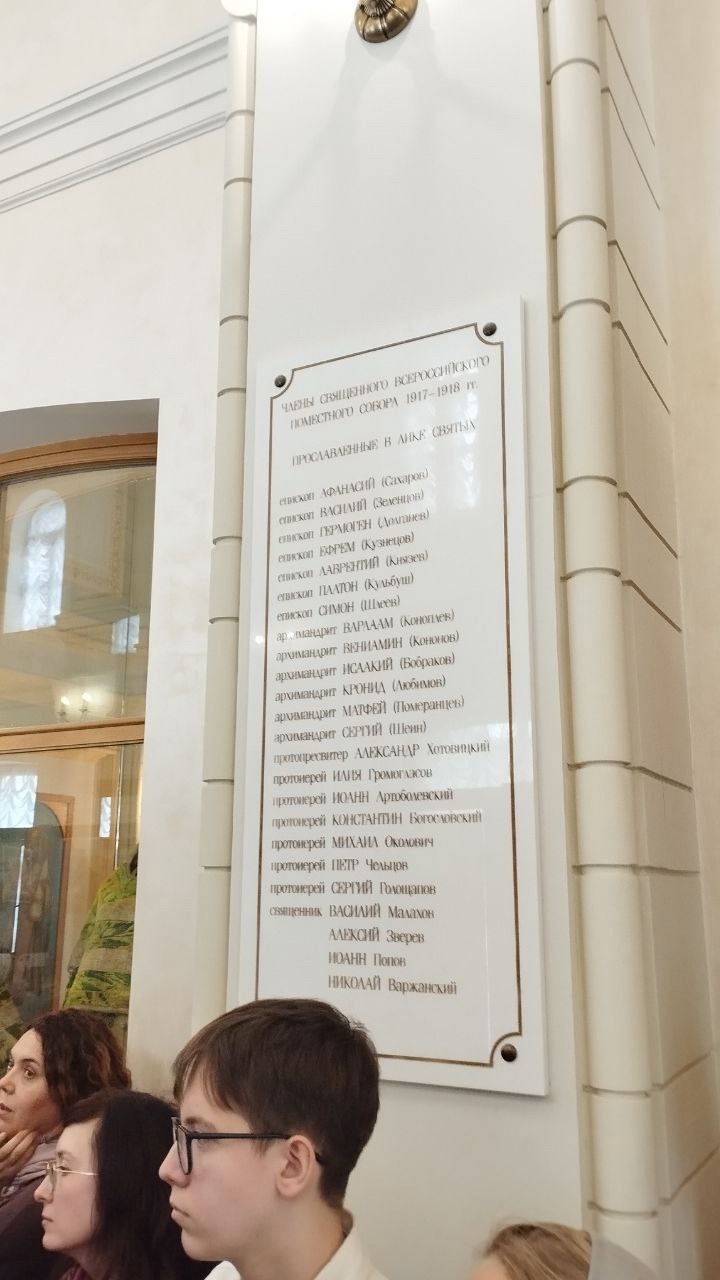 ЧЛЕНЫ СВЯЩЕННОГО ВСЕРОССИЙСКОГО
ПОМЕСТНОГО СОБОРА 1917–1918 гг.
ПРОСЛАВЛЕННЫЕ В ЛИКЕ СВЯТЫХ
епископ АФАНАСИЙ (Сахаров)
епископ ВАСИЛИЙ (Зеленцов)
епископ ГЕРМОГЕН (Долганев)
епископ ЕФРЕМ (Кузнецов)
епископ ЛАВРЕНТИЙ (Князев)
епископ ПЛАТОН (Кульбуш)
епископ СИМОН (Шлеев)
архимандрит ВАРЛААМ (Коноплев)
архимандрит ВЕНИАМИН (Кононов)
архимандрит ИСААКИЙ (Бобраков)
архимандрит КРОНИД (Любимов)
архимандрит МАТФЕЙ (Померанцев)
архимандрит СЕРГИЙ (Шеин)
протопресвитер АЛЕКСАНДР Хотовицкий
протоиерей ИЛИЯ Громогласов
протоиерей ИОАНН Артоболевский
протоиерей КОНСТАНТИН Богословский
протоиерей МИХАИЛ Околович
протоиерей ПЕТР Чельцов
протоиерей СЕРГИЙ Голощапов
священник ВАСИЛИЙ Малахов
АЛЕКСИЙ Зверев
ИОАНН Попов
НИКОЛАЙ Варжанский